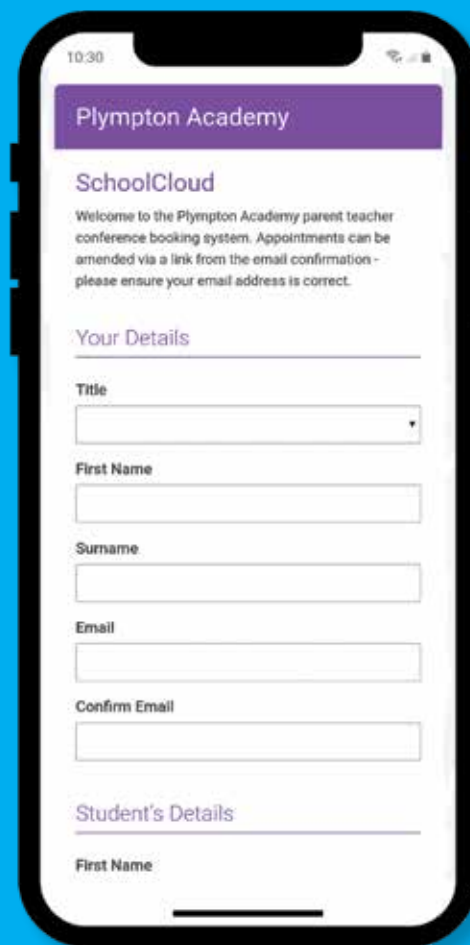 10:30
Plympton Academy
SchoolCloud
Welcome to the Plympton Academy parent teacher
conference booking system. Appointments can be
amended via a link from the email confirmation -
please ensure your email address is correct.
Your Details
Title
First Name
Surname
Email
Confirm Email
Student's Details
First Name